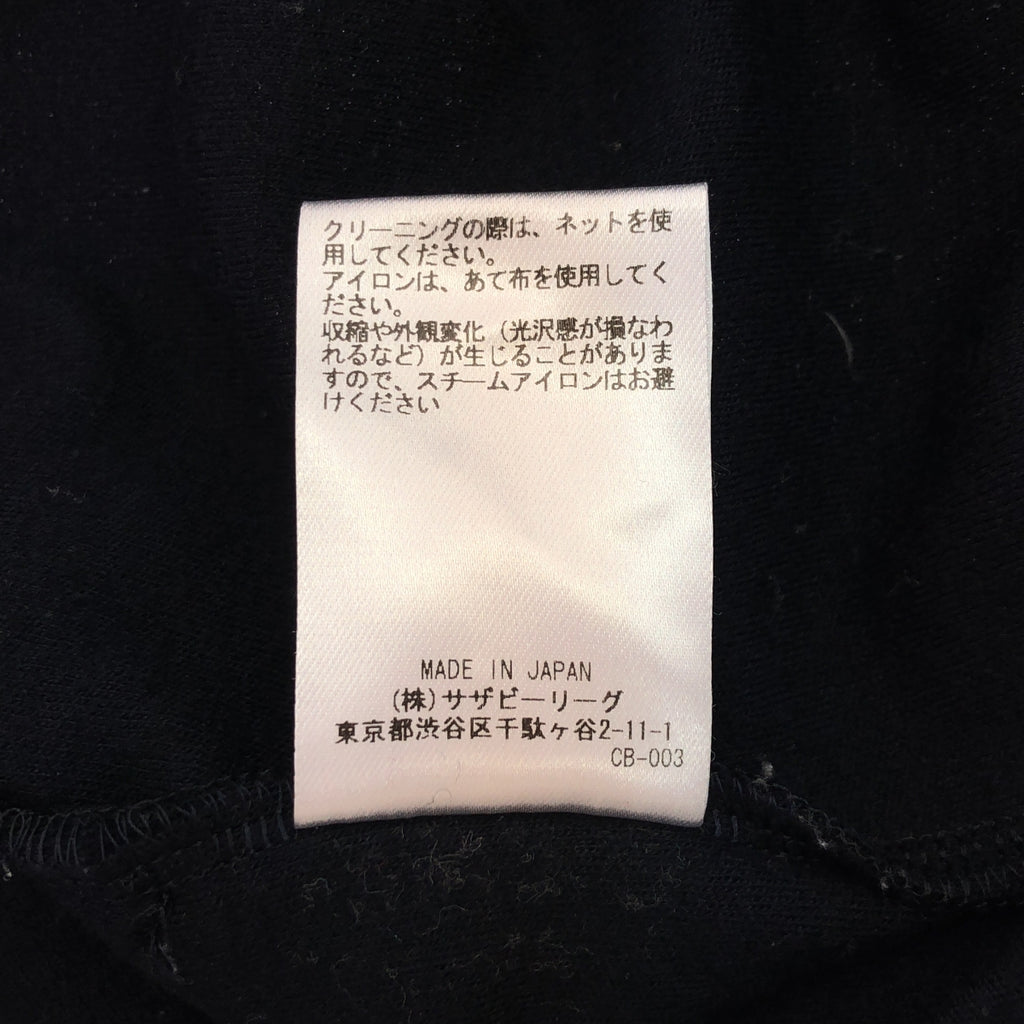 クリーニングの際は、ネットを使
用してください。
アイロンは、あて布を使用してく
ださい。
収縮や外観変化（光沢感が損なわ
れるなど）が生じることがありま
すので、スチームアイロンはお避
けください
MADE IN JAPAN
(株)サザビーリーグ
東京都渋谷区千駄ヶ谷2-11-1
CB-003